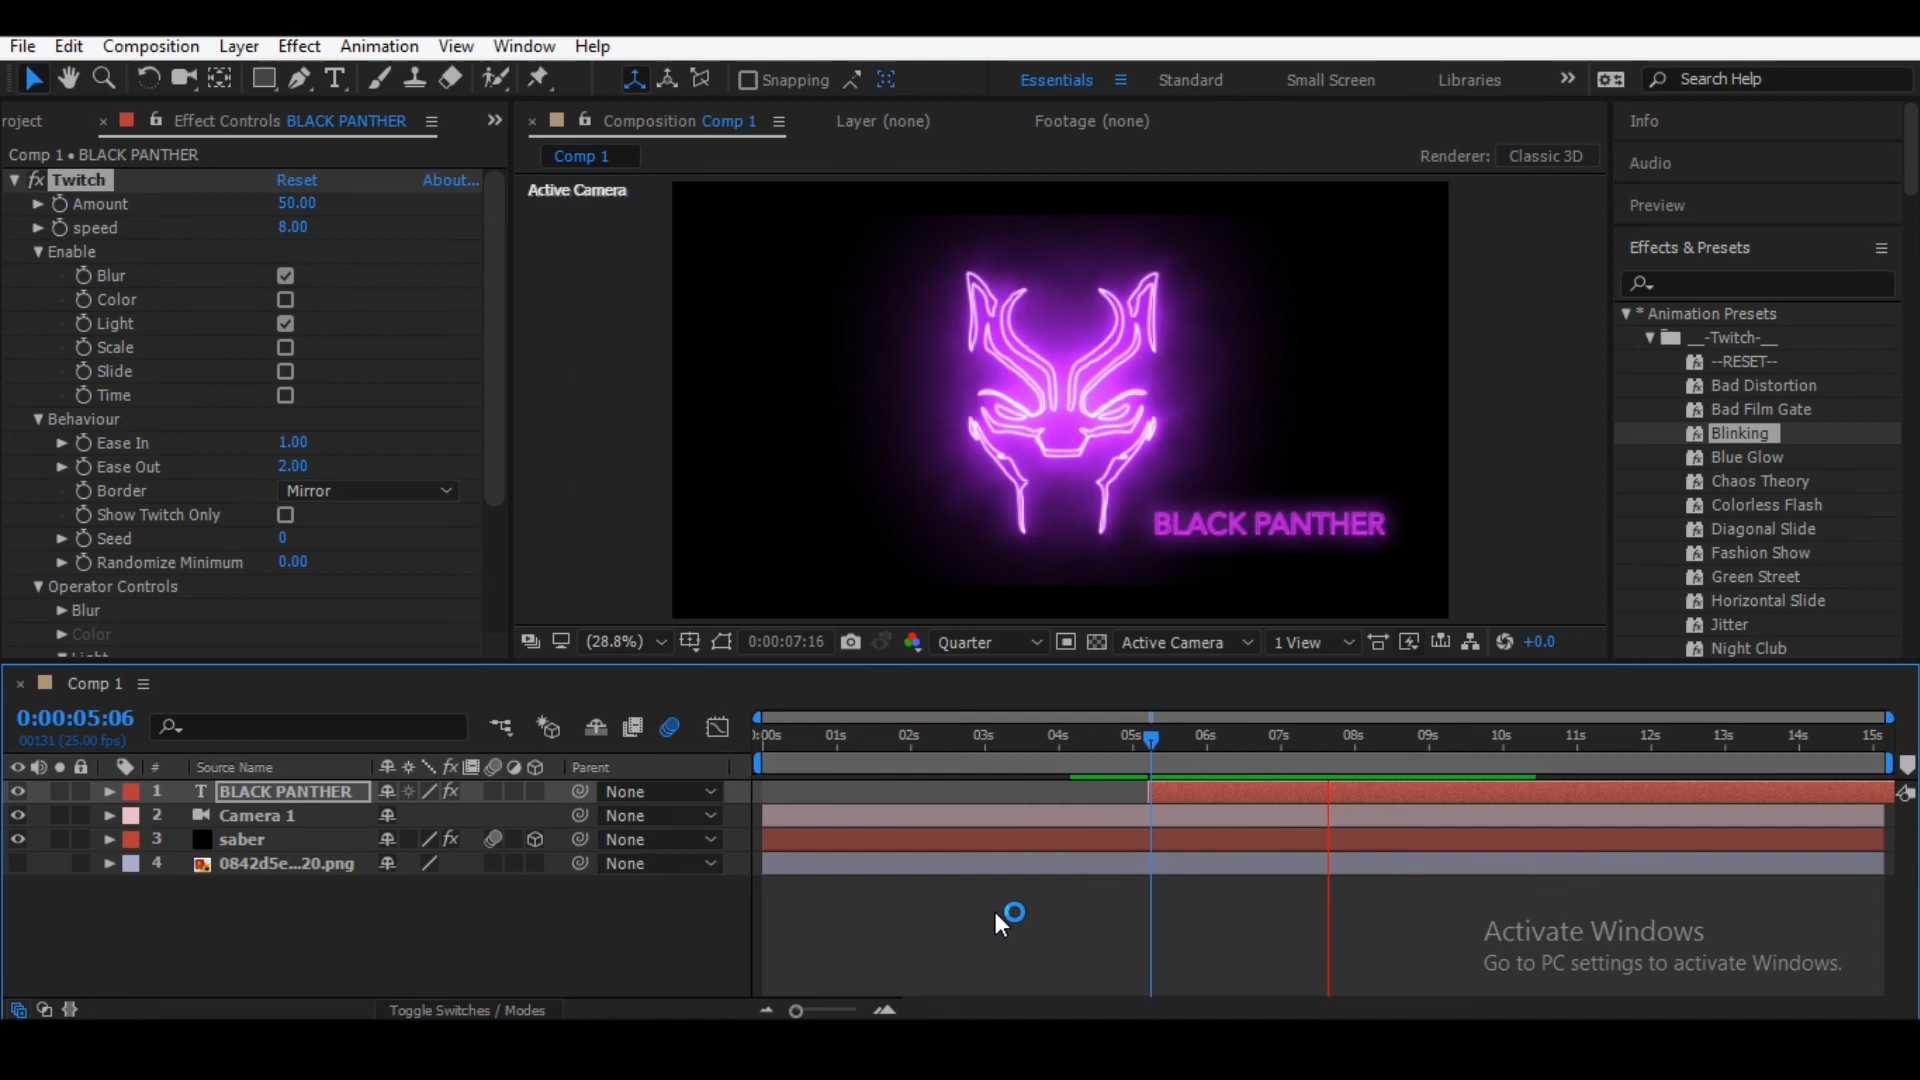 File Edit Composition Layer Effect Animation View Window Help
Snapping Essentials Standard Small Screen Libraries Search Help
roject Effect Controls BLACK PANTHER
Comp 1 • BLACK PANTHER
fx Twitch Reset About...
Amount 50.00
speed 8.00
Enable
Blur
Color
Light
Scale
Slide
Time
Behaviour
Ease In 1.00
Ease Out 2.00
Border Mirror
Show Twitch Only
Seed 0
Randomize Minimum 0.00
Operator Controls
Blur
Color
Composition Comp 1 Layer (none) Footage (none)
Comp 1 Renderer: Classic 3D
Active Camera
BLACK PANTHER
(28.8%) 0:00:07:16 Quarter Active Camera 1 View +0.0
Info
Audio
Preview
Effects & Presets
* Animation Presets
__-Twitch-__
--RESET--
Bad Distortion
Bad Film Gate
Blinking
Blue Glow
Chaos Theory
Colorless Flash
Diagonal Slide
Fashion Show
Green Street
Horizontal Slide
Jitter
Night Club
Comp 1
0:00:05:06
00131 (25.00 fps)
):00s 01s 02s 03s 04s 05s 06s 07s 08s 09s 10s 11s 12s 13s 14s 15s
# Source Name fx Parent
1 T BLACK PANTHER fx None
2 Camera 1 None
3 saber fx None
4 0842d5e...20.png None
Activate Windows
Go to PC settings to activate Windows.
Toggle Switches / Modes